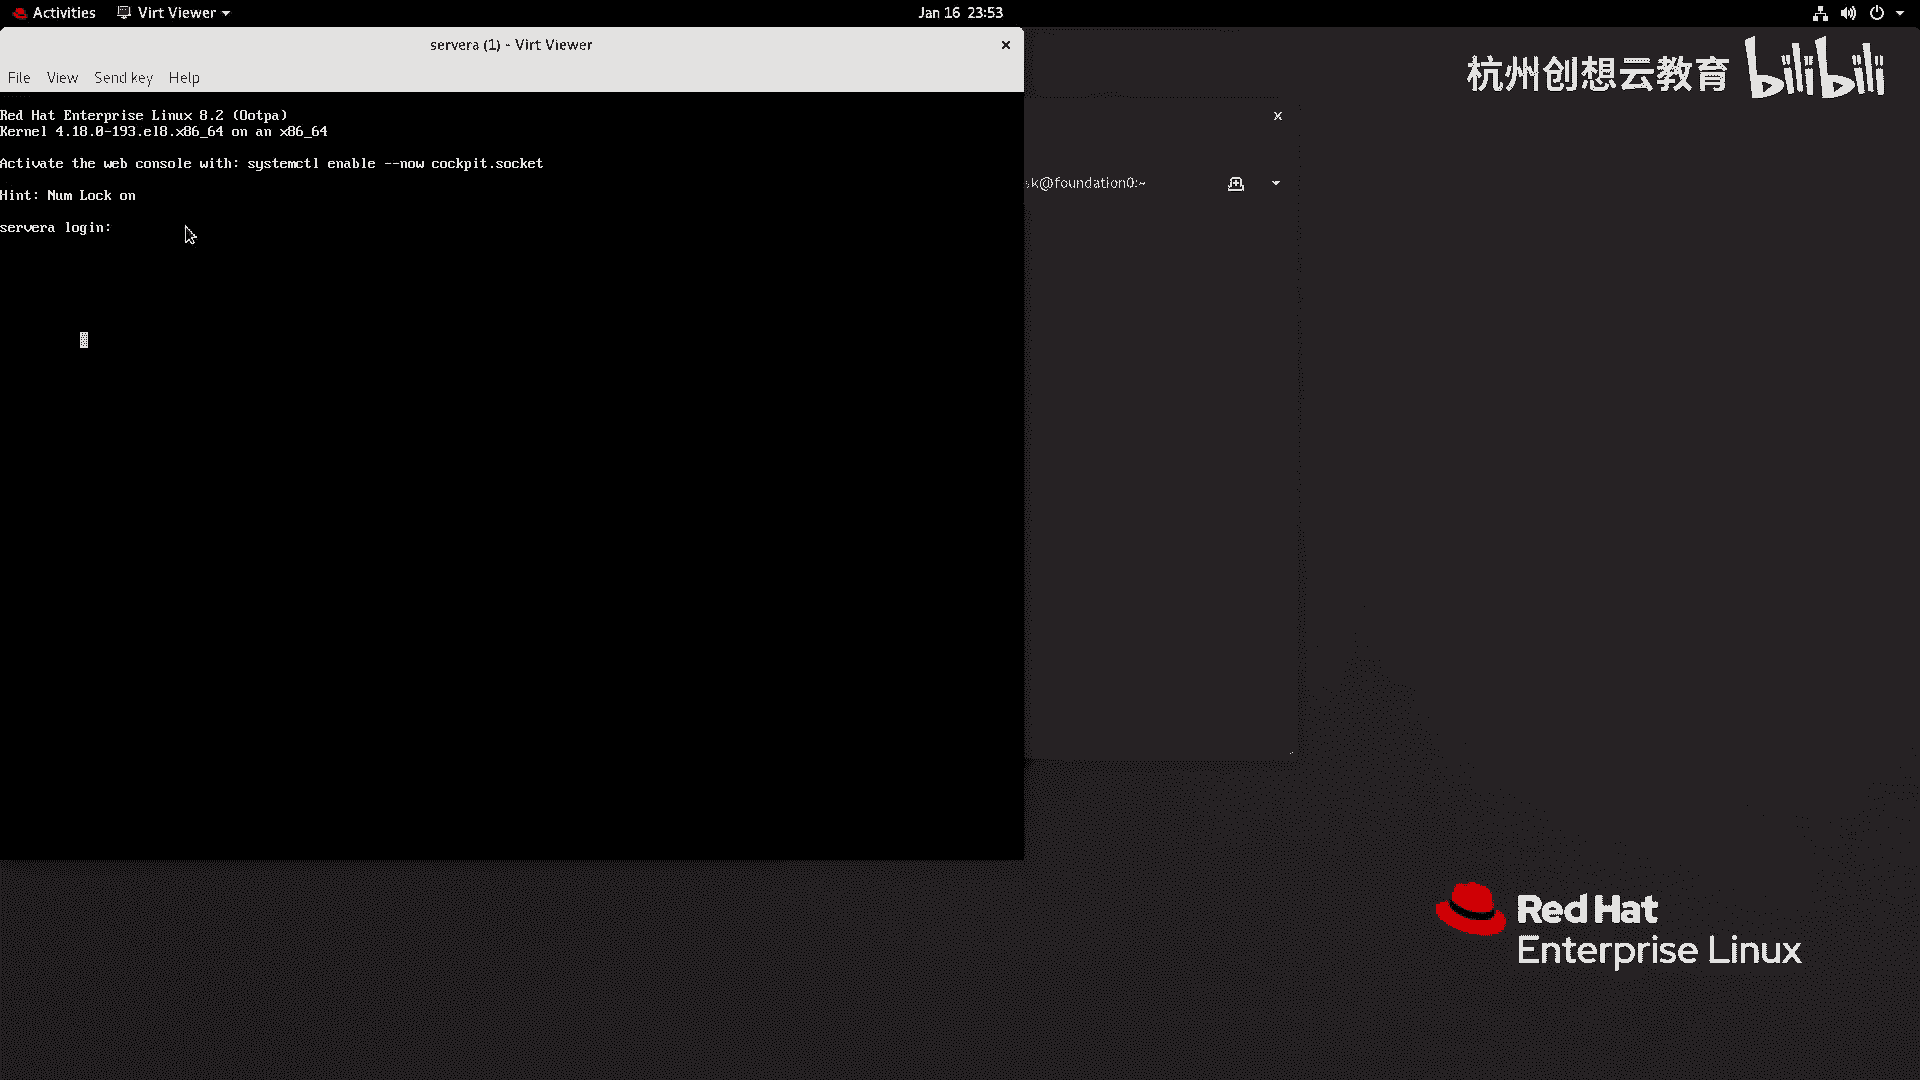 Activities Virt Viewer Jan 16 23:53
servera (1) - Virt Viewer
File View Send key Help
杭州创想云教育 bilibili
Red Hat Enterprise Linux 8.2 (Ootpa)
Kernel 4.18.0-193.el8.x86_64 on an x86_64
Activate the web console with: systemctl enable --now cockpit.socket
Hint: Num Lock on
servera login:
k@foundation0:~
Red Hat
Enterprise Linux